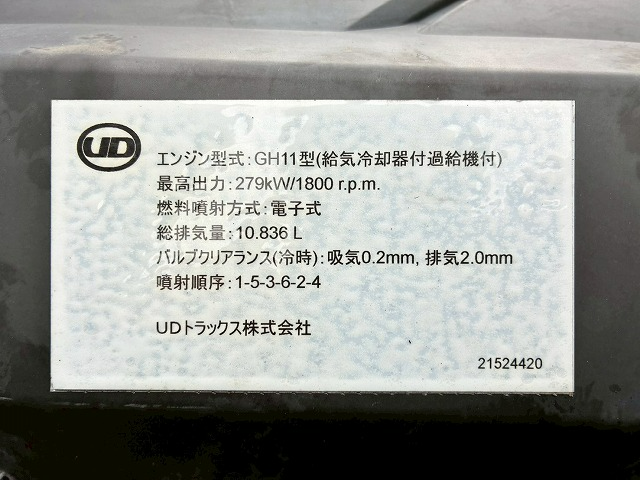 UD
エンジン型式:GH11型(給気冷却器付過給機付)
最高出力:279kW/1800 r.p.m.
燃料噴射方式:電子式
総排気量:10.836 L
バルブクリアランス(冷時):吸気0.2mm, 排気2.0mm
噴射順序:1-5-3-6-2-4
UDトラックス株式会社
21524420